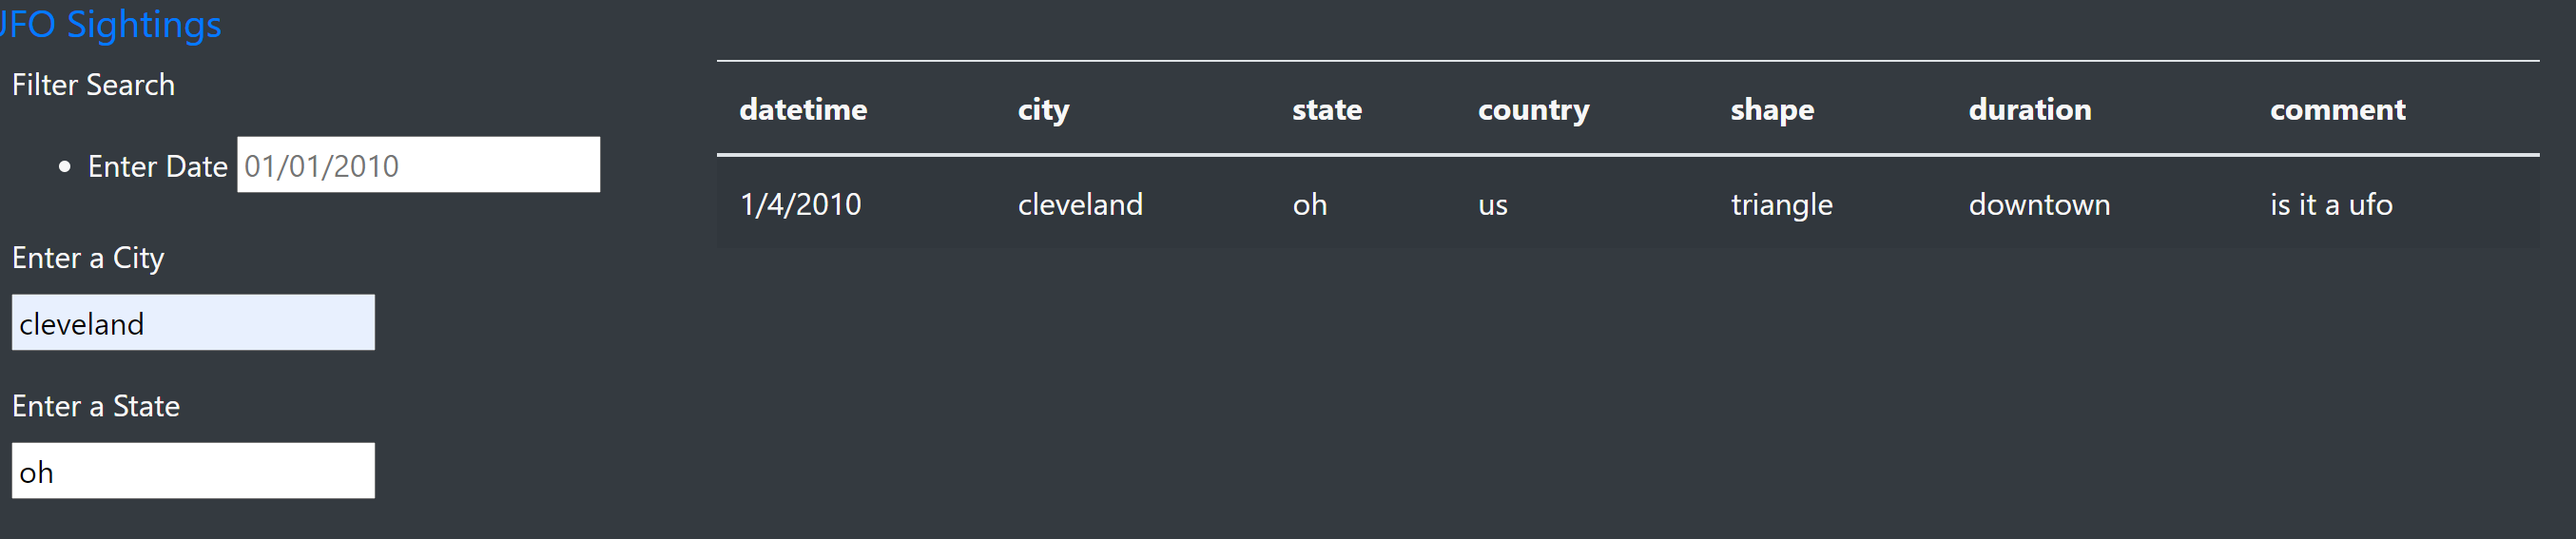 UFO Sightings
Filter Search
Enter Date 01/01/2010
Enter a City
cleveland
Enter a State
oh
datetime city state country shape duration comment
1/4/2010 cleveland oh us triangle downtown is it a ufo